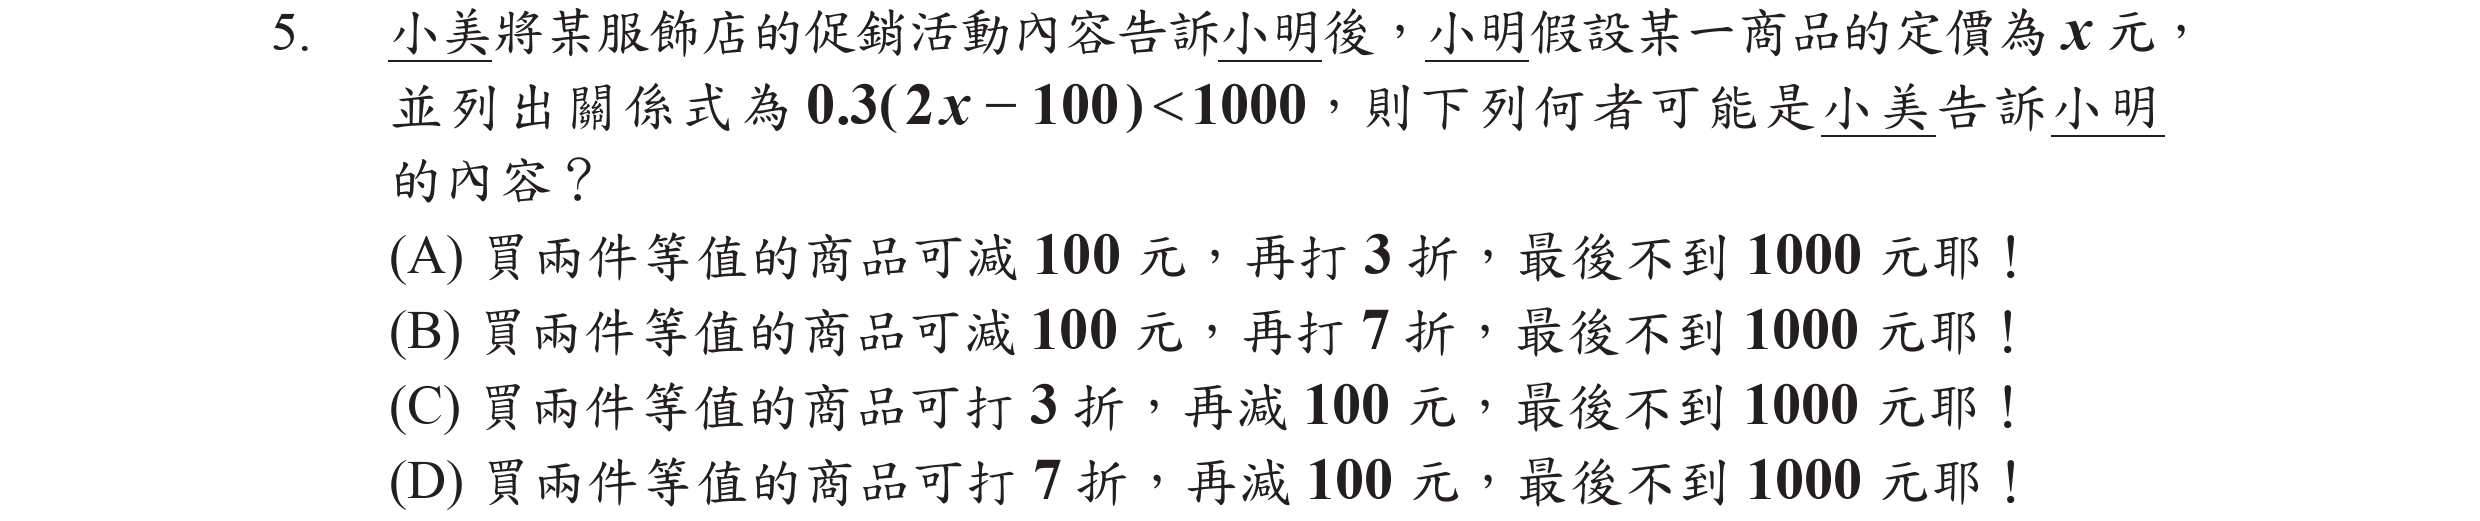 5. 小美將某服飾店的促銷活動內容告訴小明後，小明假設某一商品的定價為 x 元，
並列出關係式為 0.3(2x－100)<1000，則下列何者可能是小美告訴小明
的內容？
(A) 買兩件等值的商品可減 100 元，再打 3 折，最後不到 1000 元耶！
(B) 買兩件等值的商品可減 100 元，再打 7 折，最後不到 1000 元耶！
(C) 買兩件等值的商品可打 3 折，再減 100 元，最後不到 1000 元耶！
(D) 買兩件等值的商品可打 7 折，再減 100 元，最後不到 1000 元耶！